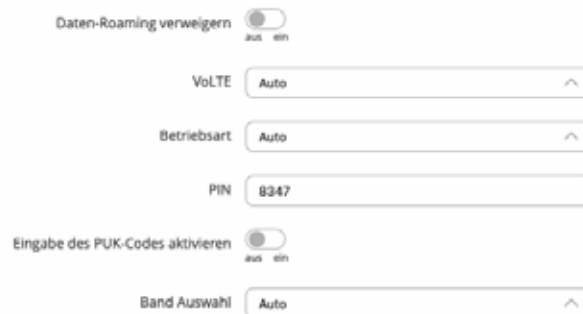 Daten-Roaming verweigern
aus ein
VoLTE Auto
Betriebsart Auto
PIN 8347
Eingabe des PUK-Codes aktivieren
aus ein
Band Auswahl Auto